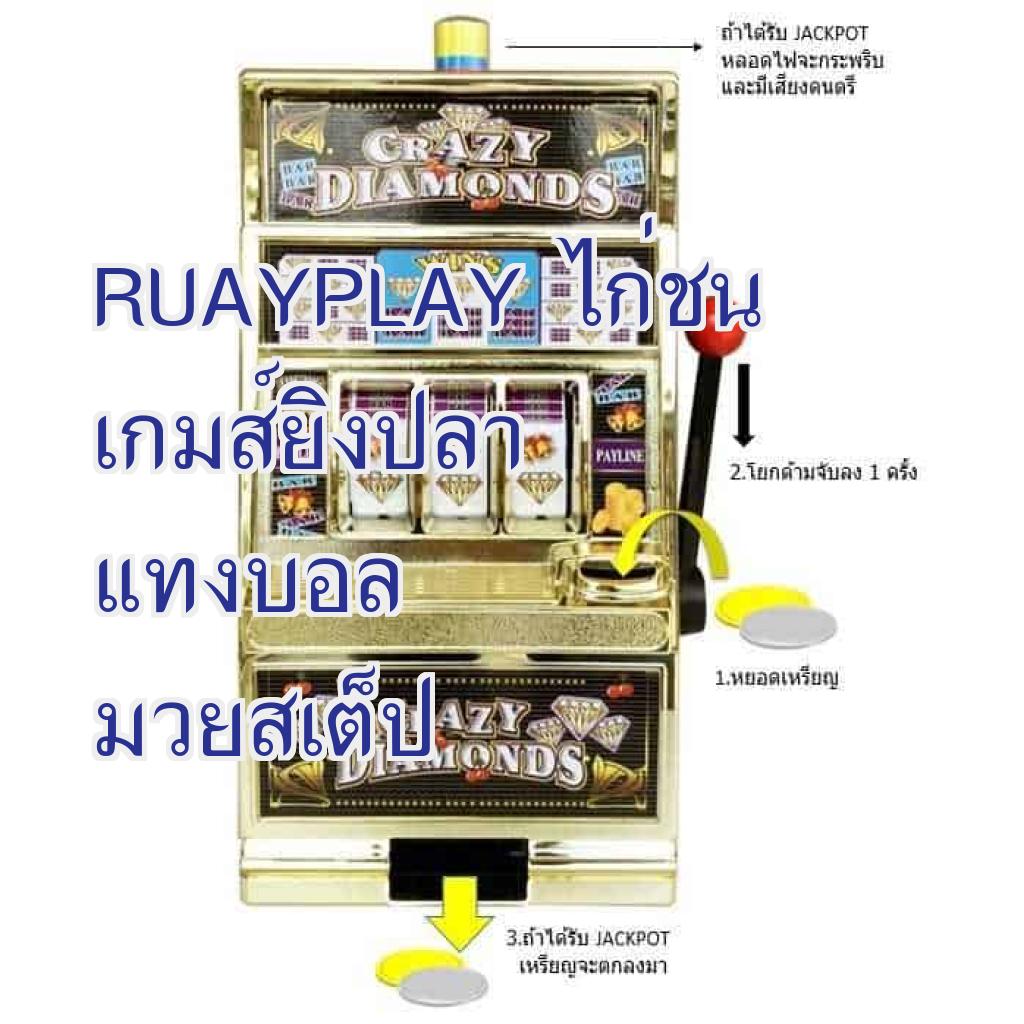 ถ้าได้รับ JACKPOT
หลอดไฟจะกระพริบ
และมีเสียงดนตรี
CRAZY
DIAMONDS
BAR
BAR
BAR
BAR
WINS
RUAYPLAY ไก่ชน
เกมส์ยิงปลา
PAYLINE
2.โยกด้ามจับลง 1 ครั้ง
แทงบอล
1.หยอดเหรียญ
มวยสเต็ป
CRAZY
DIAMONDS
3.ถ้าได้รับ JACKPOT
เหรียญจะตกลงมา